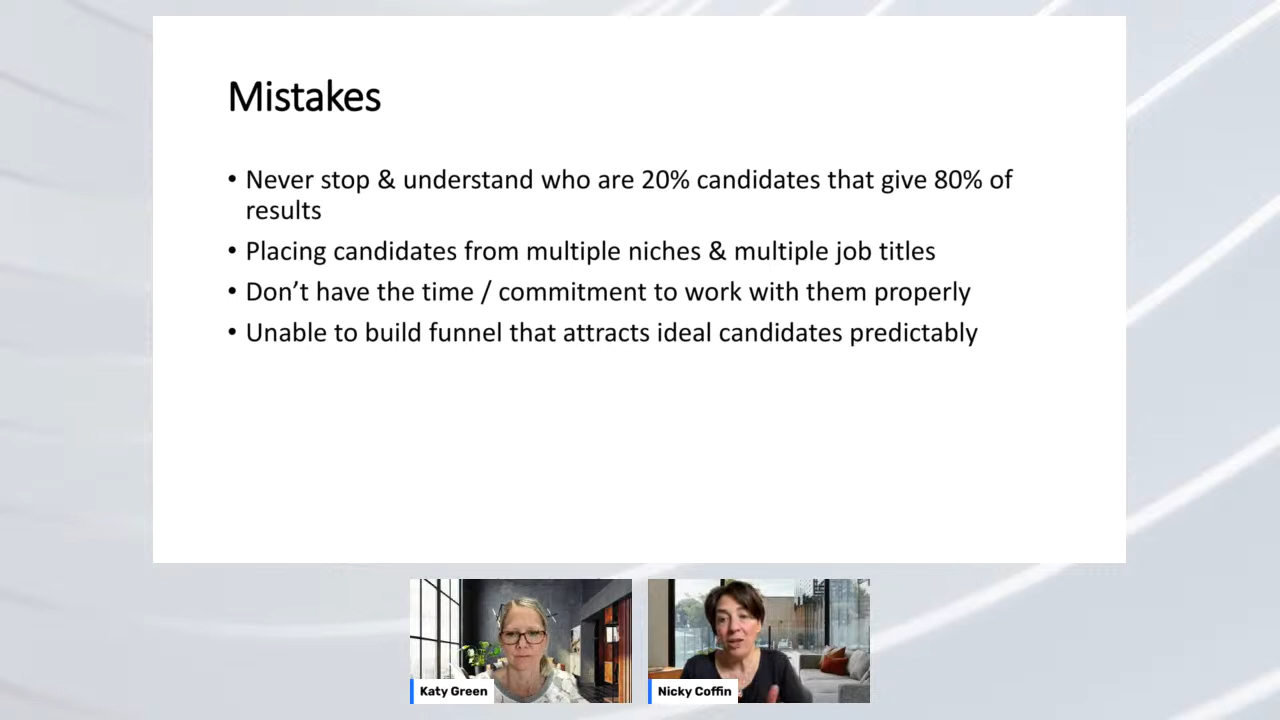 Mistakes
• Never stop & understand who are 20% candidates that give 80% of
results
• Placing candidates from multiple niches & multiple job titles
• Don’t have the time / commitment to work with them properly
• Unable to build funnel that attracts ideal candidates predictably
Katy Green
Nicky Coffin